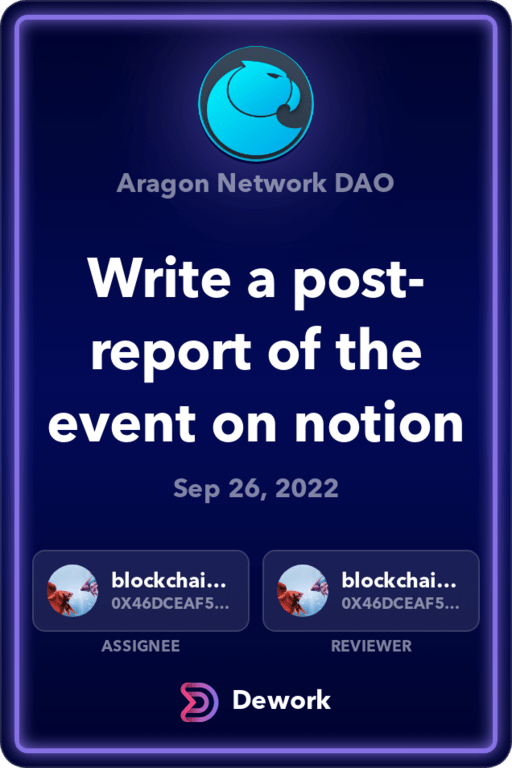 Aragon Network DAO
Write a post-
report of the
event on notion
Sep 26, 2022
blockchai...
0X46DCEAF5...
ASSIGNEE
blockchai...
0X46DCEAF5...
REVIEWER
Dework